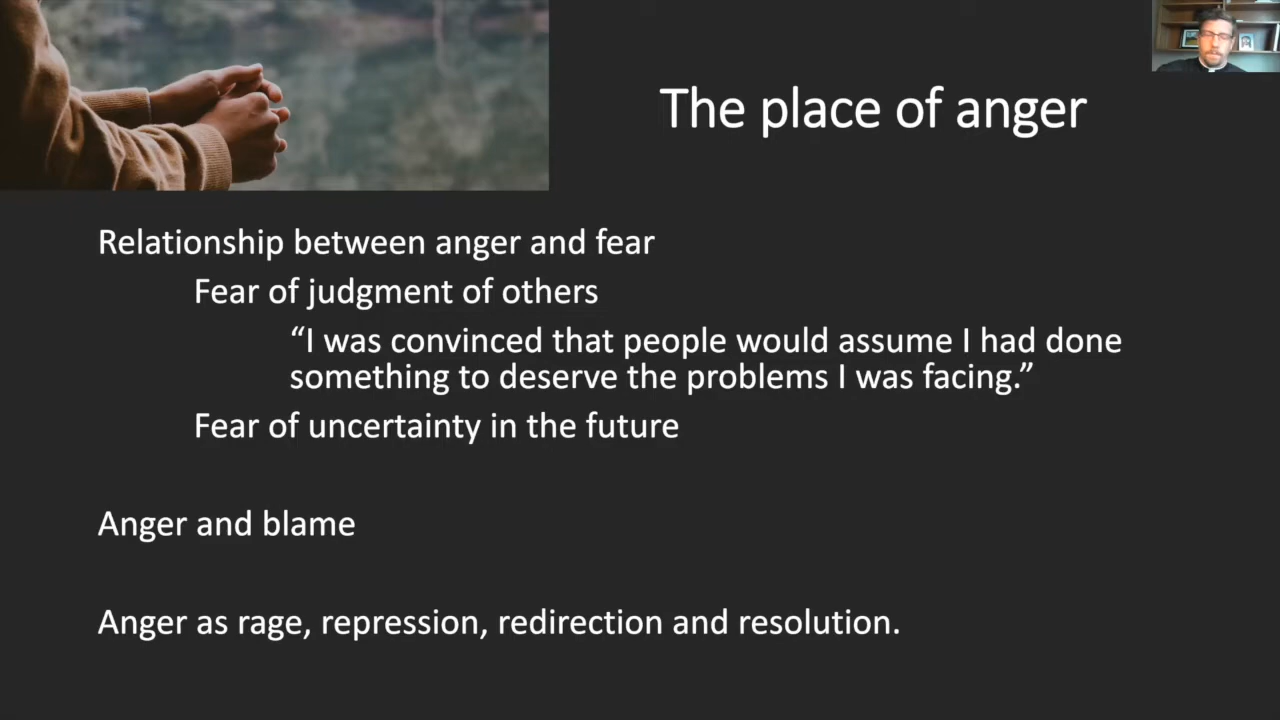 The place of anger
Relationship between anger and fear
Fear of judgment of others
“I was convinced that people would assume I had done
something to deserve the problems I was facing.”
Fear of uncertainty in the future
Anger and blame
Anger as rage, repression, redirection and resolution.